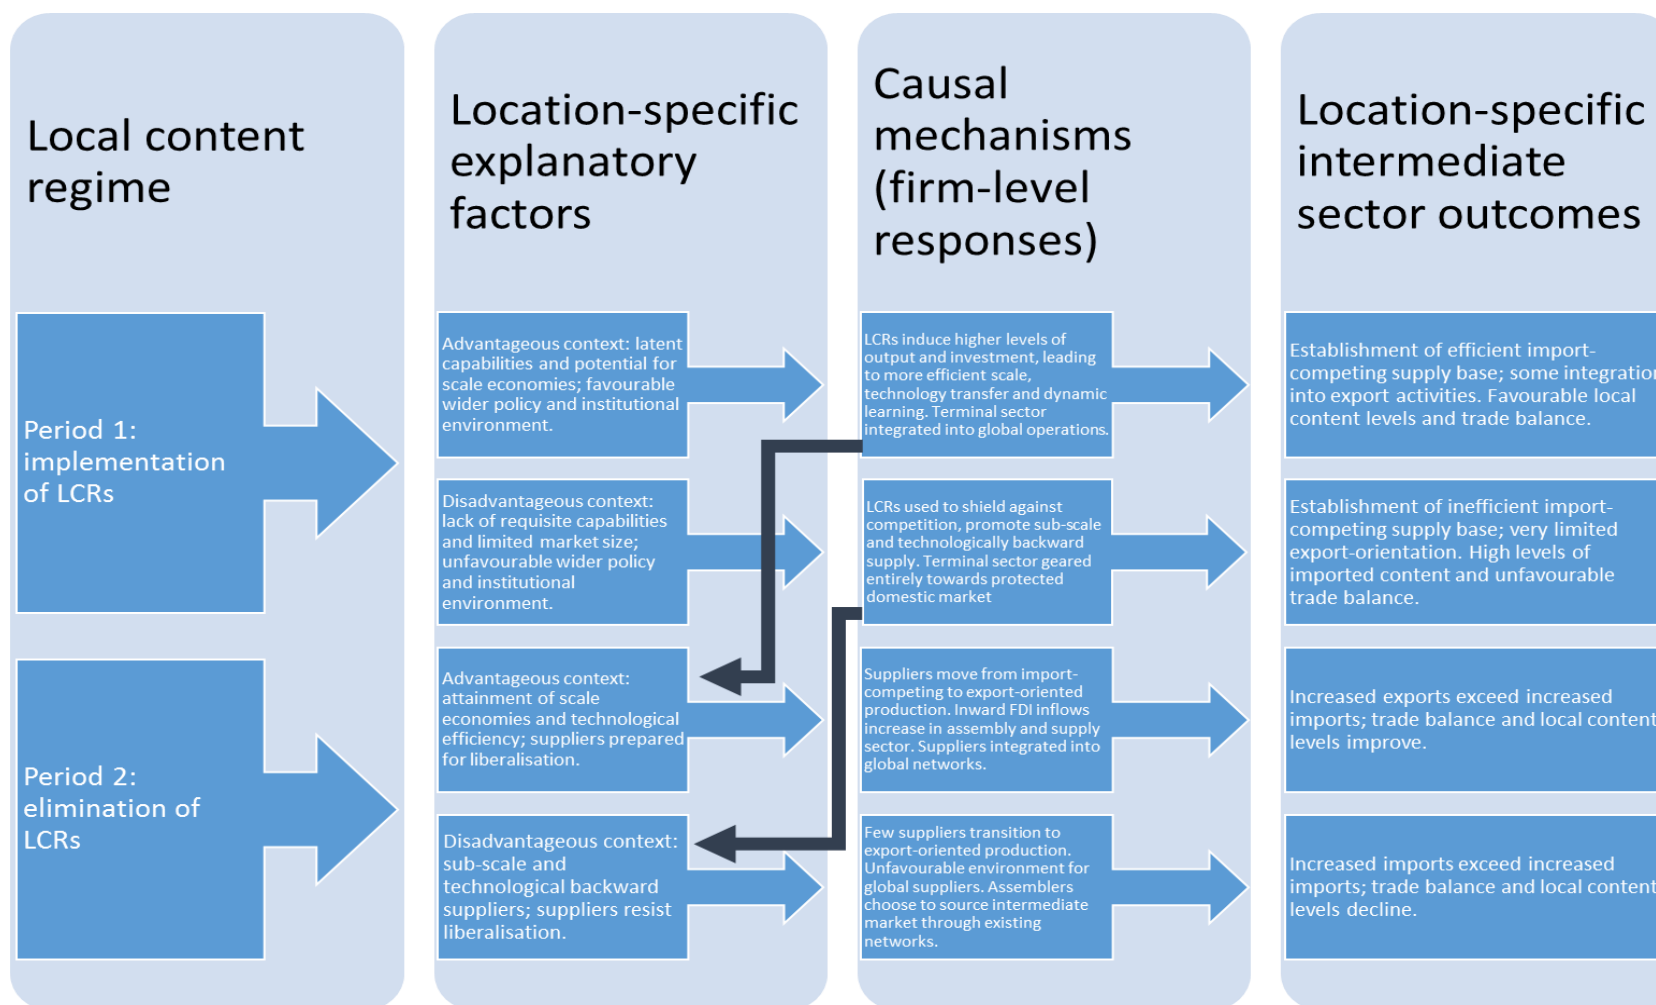 Local content
regime
Period 1:
implementation
of LCRs
Period 2:
elimination of
LCRs
Location-specific
explanatory
factors
Advantageous context: latent
capabilities and potential for
scale economies; favourable
wider policy and institutional
environment.
Disadvantageous context:
lack of requisite capabilities
and limited market size;
unfavourable wider policy
and institutional
environment.
Advantageous context:
attainment of scale
economies and technological
efficiency; suppliers prepared
for liberalisation.
Disadvantageous context:
sub-scale and
technological backward
suppliers; suppliers resist
liberalisation.
Causal
mechanisms
(firm-level
responses)
LCRs induce higher levels of
output and investment, leading
to more efficient scale,
technology transfer and dynamic
learning. Terminal sector
integrated into global operations.
LCRs used to shield against
competition, promote sub-scale
and technologically backward
supply. Terminal sector geared
entirely towards protected
domestic market
Suppliers move from import-
competing to export-oriented
production. Inward FDI inflows
increase in assembly and supply
sector. Suppliers integrated into
global networks.
Few suppliers transition to
export-oriented production.
Unfavourable environment for
global suppliers. Assemblers
choose to source intermediate
market through existing
networks.
Location-specific
intermediate
sector outcomes
Establishment of efficient import-
competing supply base; some integration
into export activities. Favourable local
content levels and trade balance.
Establishment of inefficient import-
competing supply base; very limited
export-orientation. High levels of
imported content and unfavourable
trade balance.
Increased exports exceed increased
imports; trade balance and local content
levels improve.
Increased imports exceed increased
imports; trade balance and local content
levels decline.